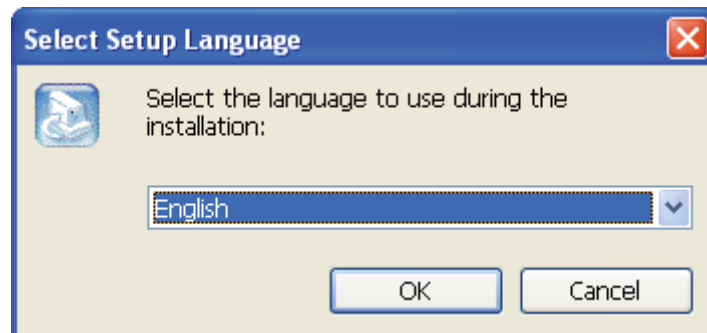 Select Setup Language
Select the language to use during the
installation:
English
OK
Cancel